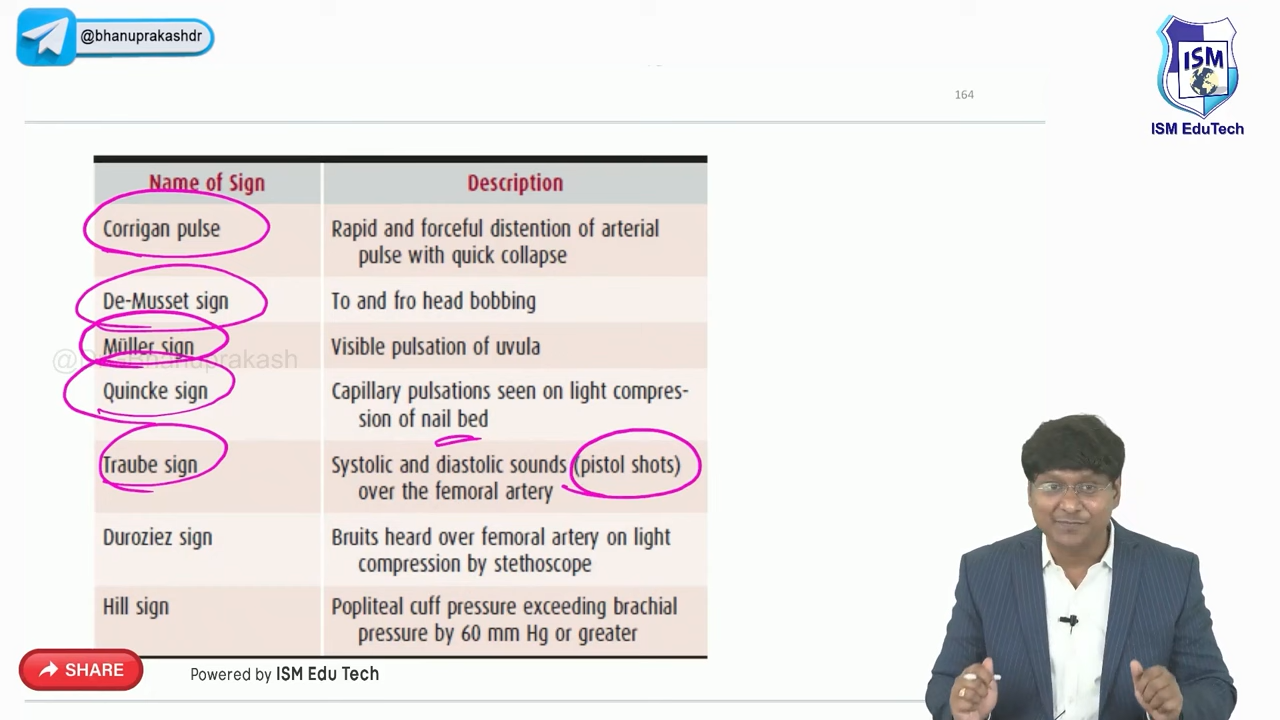 @bhanuprakashdr
ISM
ISM EduTech
164
Name of Sign
Description
Corrigan pulse
Rapid and forceful distention of arterial
pulse with quick collapse
De-Musset sign
To and fro head bobbing
Müller sign
Visible pulsation of uvula
Quincke sign
Capillary pulsations seen on light compres-
sion of nail bed
Traube sign
Systolic and diastolic sounds (pistol shots)
over the femoral artery
Duroziez sign
Bruits heard over femoral artery on light
compression by stethoscope
Hill sign
Popliteal cuff pressure exceeding brachial
pressure by 60 mm Hg or greater
SHARE
Powered by ISM Edu Tech